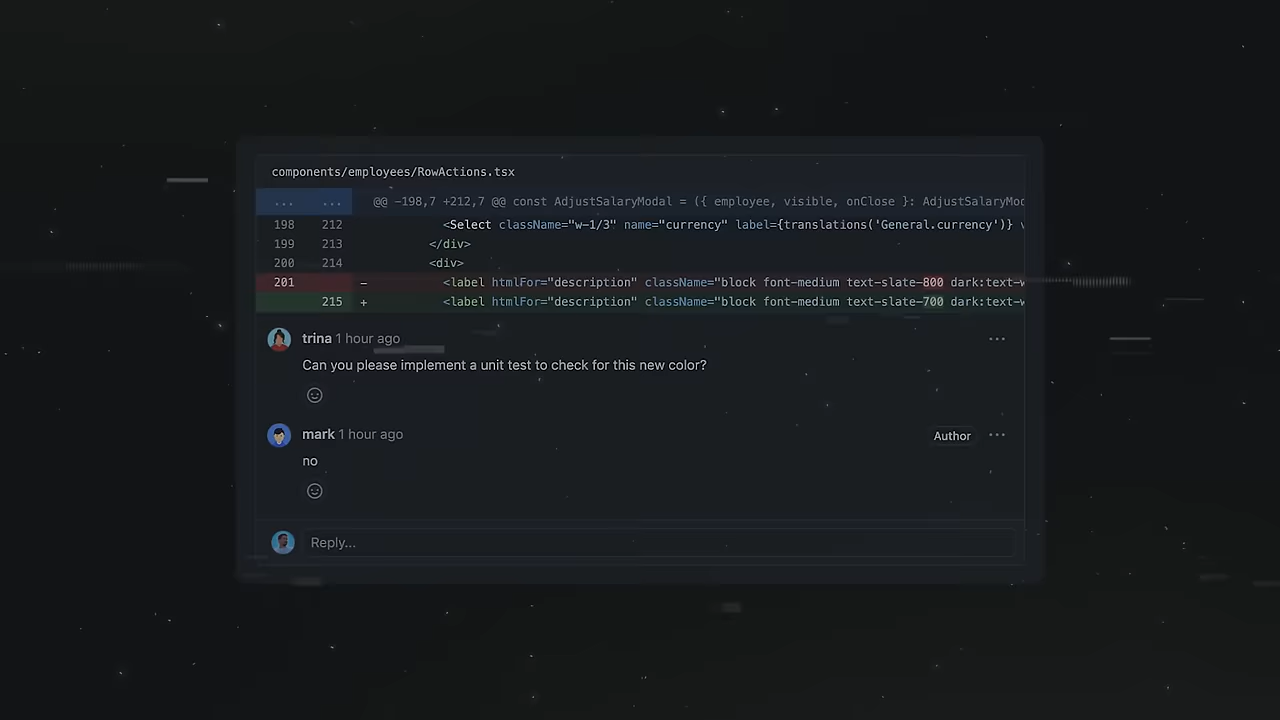 components/employees/RowActions.tsx
... ... @@ -198,7 +212,7 @@ const AdjustSalaryModal = ({ employee, visible, onClose }: AdjustSalaryMod
198 212 <Select className="w-1/3" name="currency" label={translations('General.currency')} v
199 213 </div>
200 214 <div>
201 - <label htmlFor="description" className="block font-medium text-slate-800 dark:text-w
215 + <label htmlFor="description" className="block font-medium text-slate-700 dark:text-w
trina 1 hour ago
Can you please implement a unit test to check for this new color?
mark 1 hour ago Author
no
Reply...